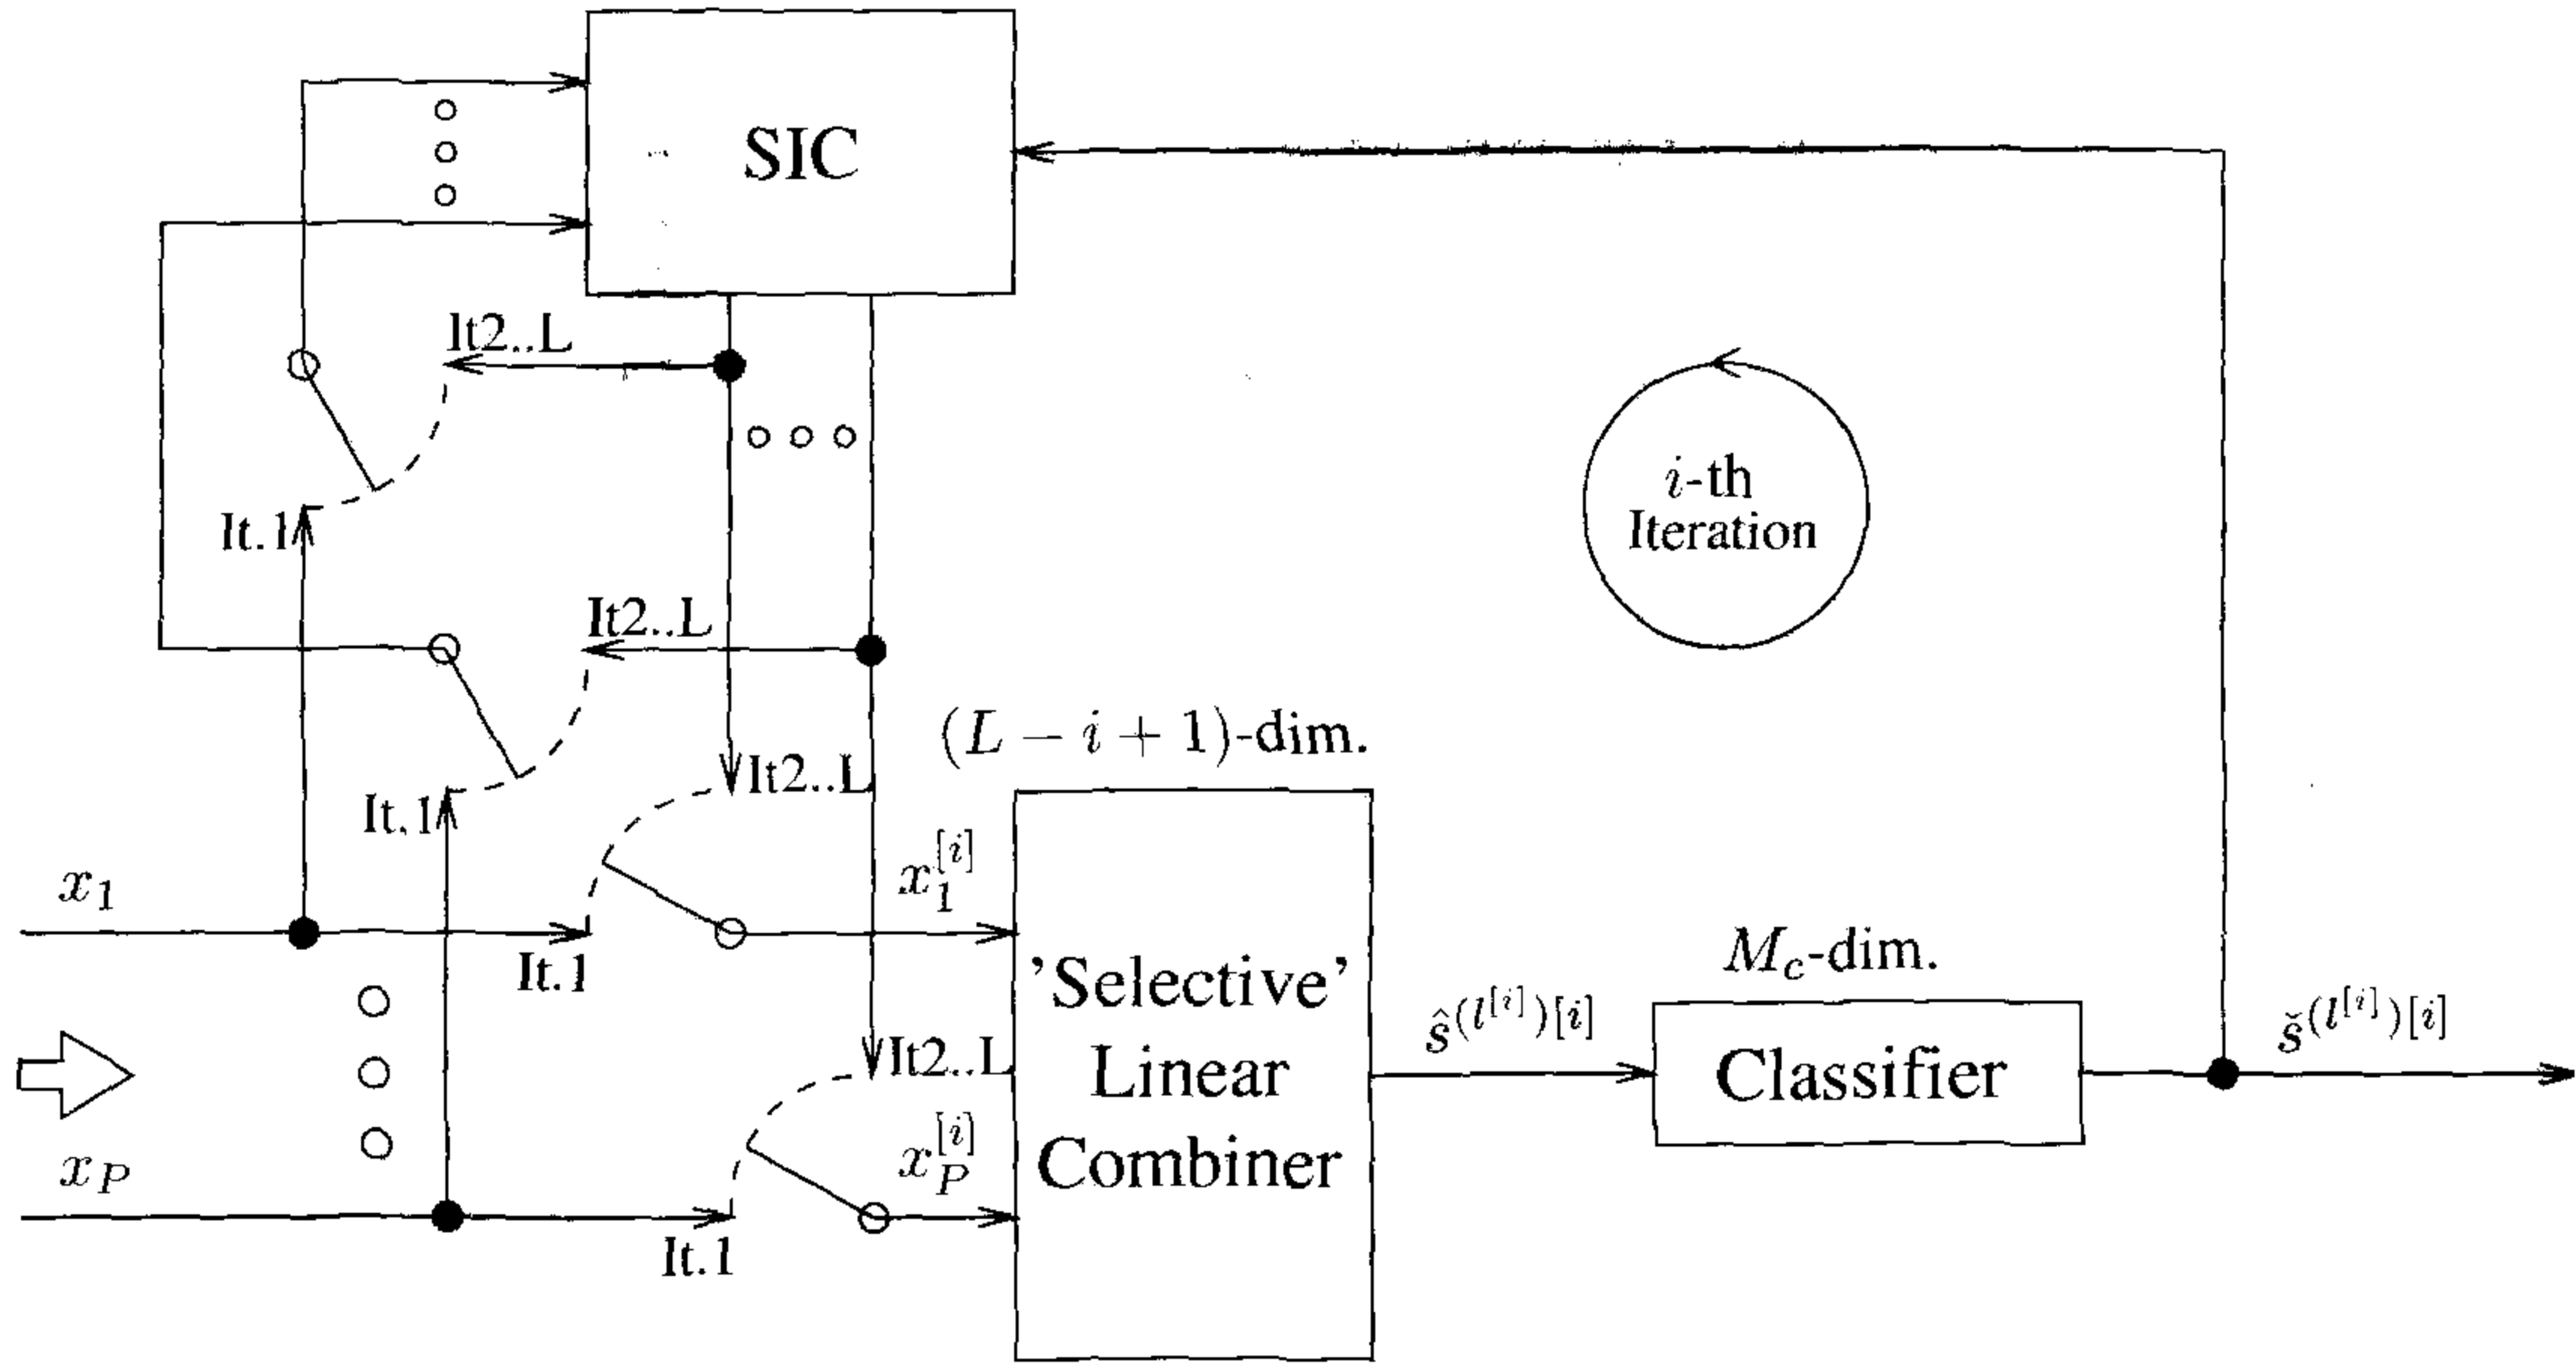 SIC
It2..L
i-th
Iteration
It.1
It2..L
(L − i + 1)-dim.
It2..L
It.1
x_1
x_1^{[i]}
It.1
'Selective'
Linear
Combiner
M_c-dim.
ŝ^{(l^{[i]})[i]}
Classifier
š^{(l^{[i]})[i]}
It2..L
x_P
x_P^{[i]}
It.1